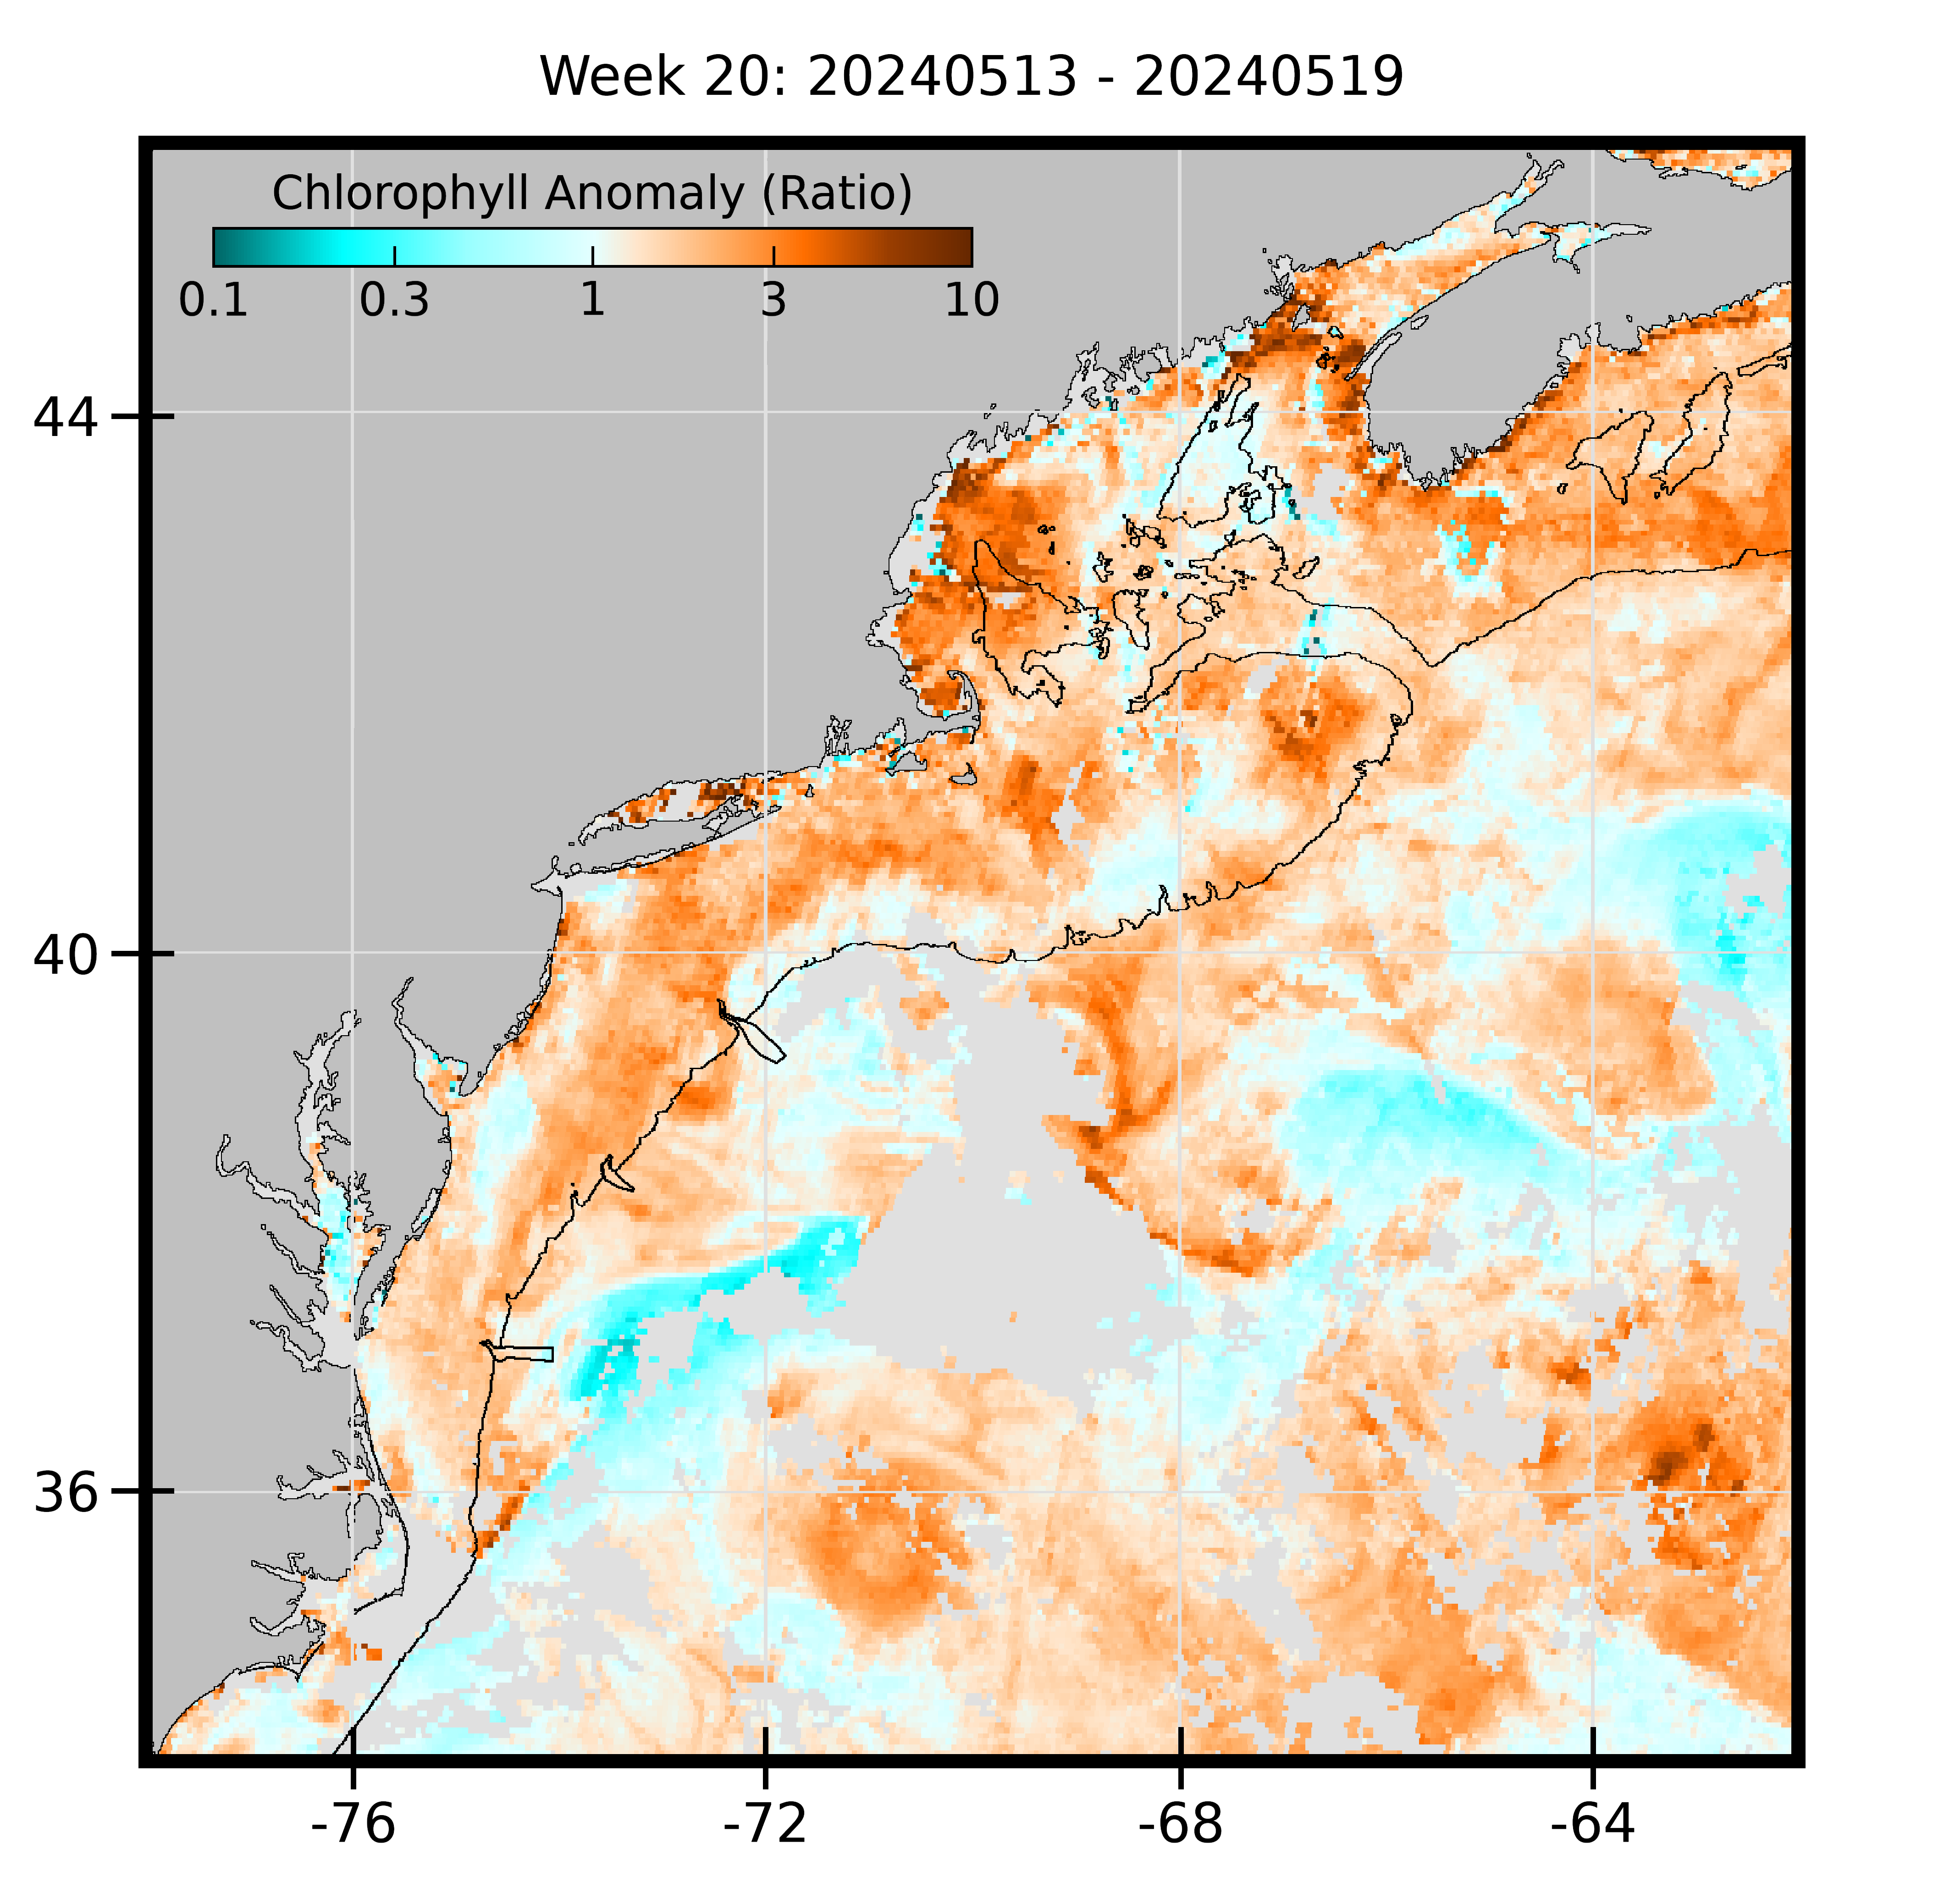 Week 20: 20240513 - 20240519
Chlorophyll Anomaly (Ratio)
0.1 0.3 1 3 10
44
40
36
-76 -72 -68 -64